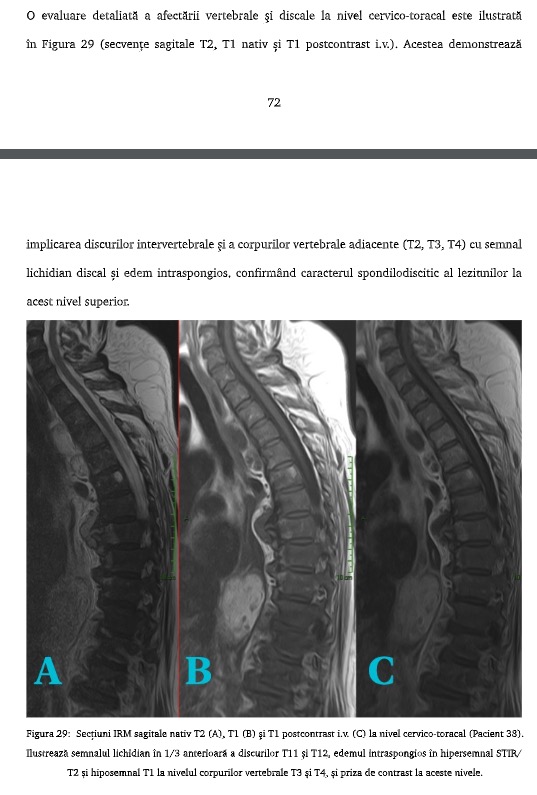 O evaluare detaliată a afectării vertebrale şi discale la nivel cervico-toracal este ilustrată
în Figura 29 (secvenţe sagitale T2, T1 nativ şi T1 postcontrast i.v.). Acestea demonstrează
72
implicarea discurilor intervertebrale şi a corpurilor vertebrale adiacente (T2, T3, T4) cu semnal
lichidian discal şi edem intraspongios, confirmând caracterul spondilodiscitic al leziunilor la
acest nivel superior.
A B C
Figura 29: Secţiuni IRM sagitale nativ T2 (A), T1 (B) şi T1 postcontrast i.v. (C) la nivel cervico-toracal (Pacient 38).
Ilustrează semnalul lichidian în 1/3 anterioară a discurilor T11 şi T12, edemul intraspongios în hipersemnal STIR/
T2 şi hiposemnal T1 la nivelul corpurilor vertebrale T3 şi T4, şi priza de contrast la aceste nivele.